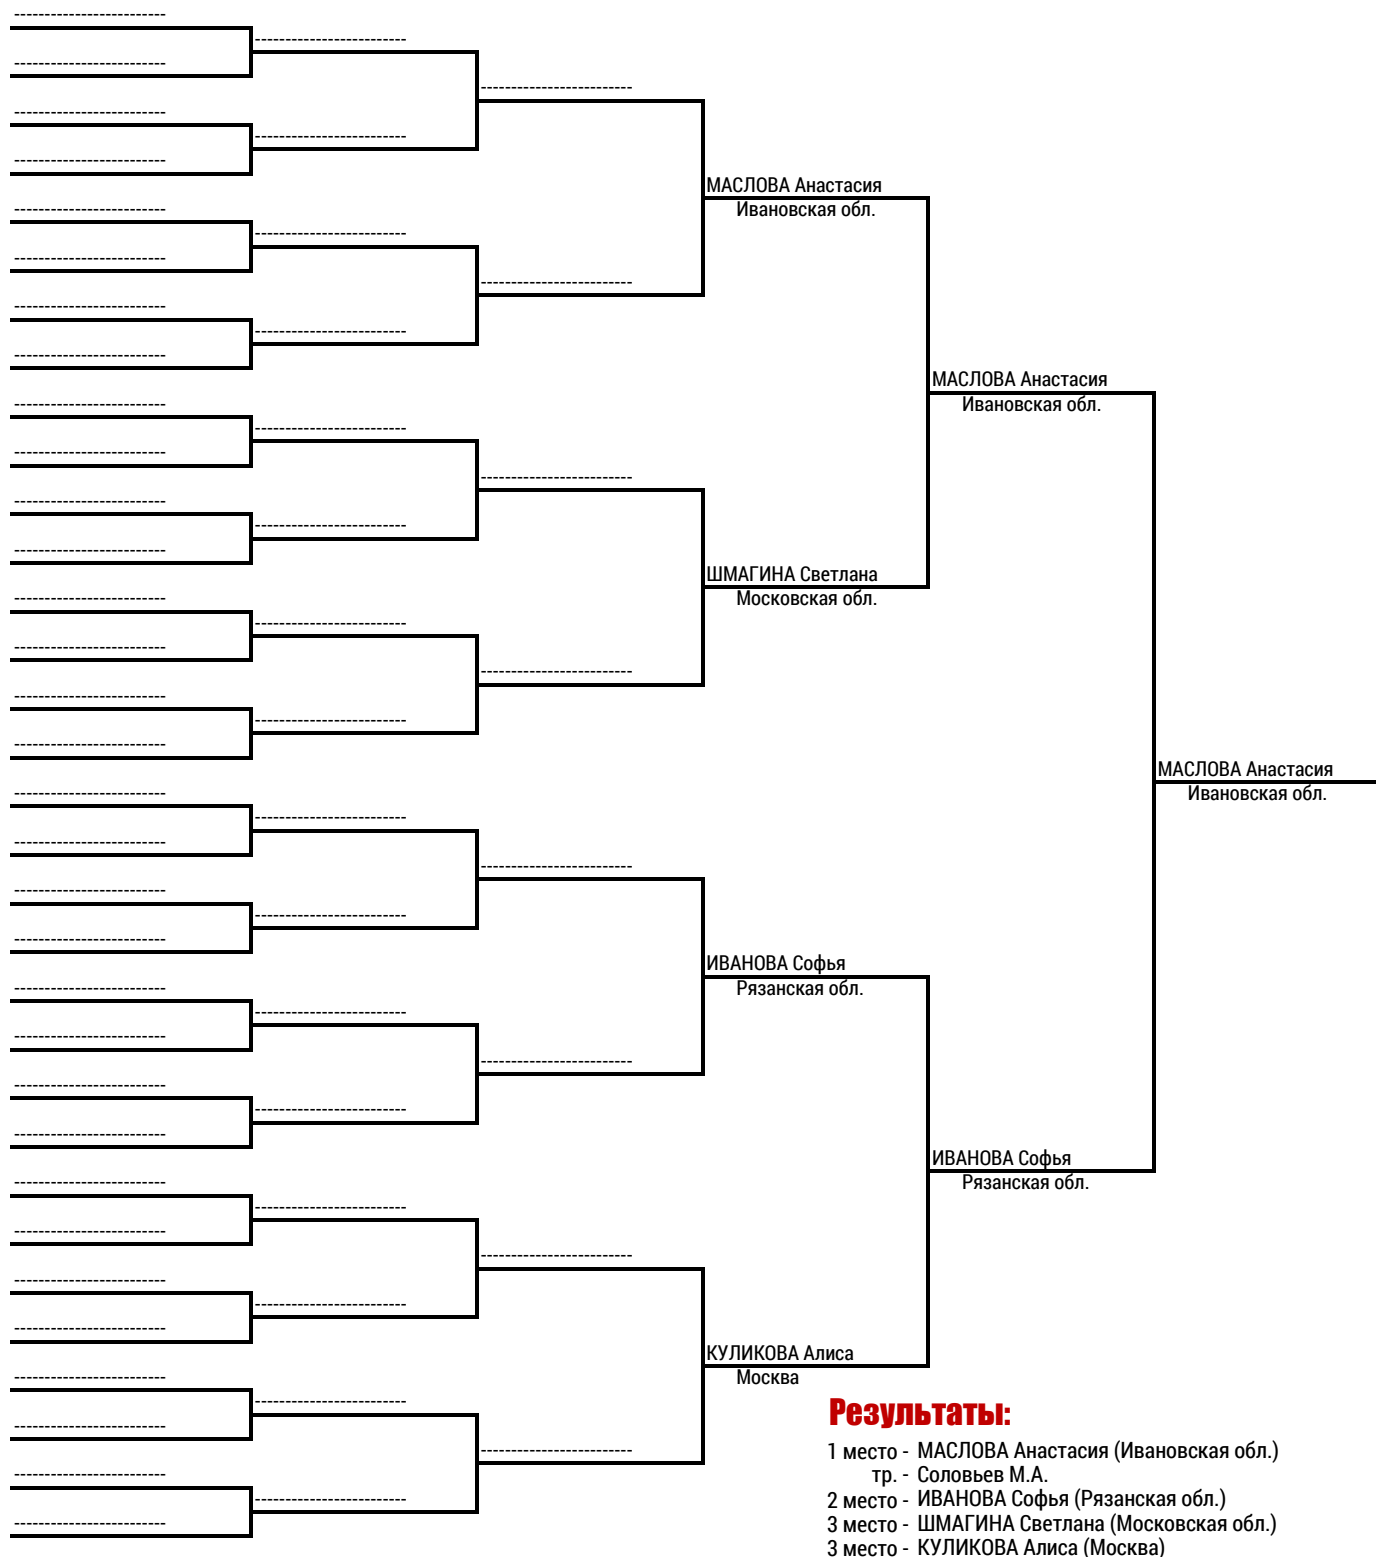 МАСЛОВА Анастасия
Ивановская обл.
МАСЛОВА Анастасия
Ивановская обл.
ШМАГИНА Светлана
Московская обл.
МАСЛОВА Анастасия
Ивановская обл.
ИВАНОВА Софья
Рязанская обл.
ИВАНОВА Софья
Рязанская обл.
КУЛИКОВА Алиса
Москва
Результаты:
1 место - МАСЛОВА Анастасия (Ивановская обл.)
тр. - Соловьев М.А.
2 место - ИВАНОВА Софья (Рязанская обл.)
3 место - ШМАГИНА Светлана (Московская обл.)
3 место - КУЛИКОВА Алиса (Москва)